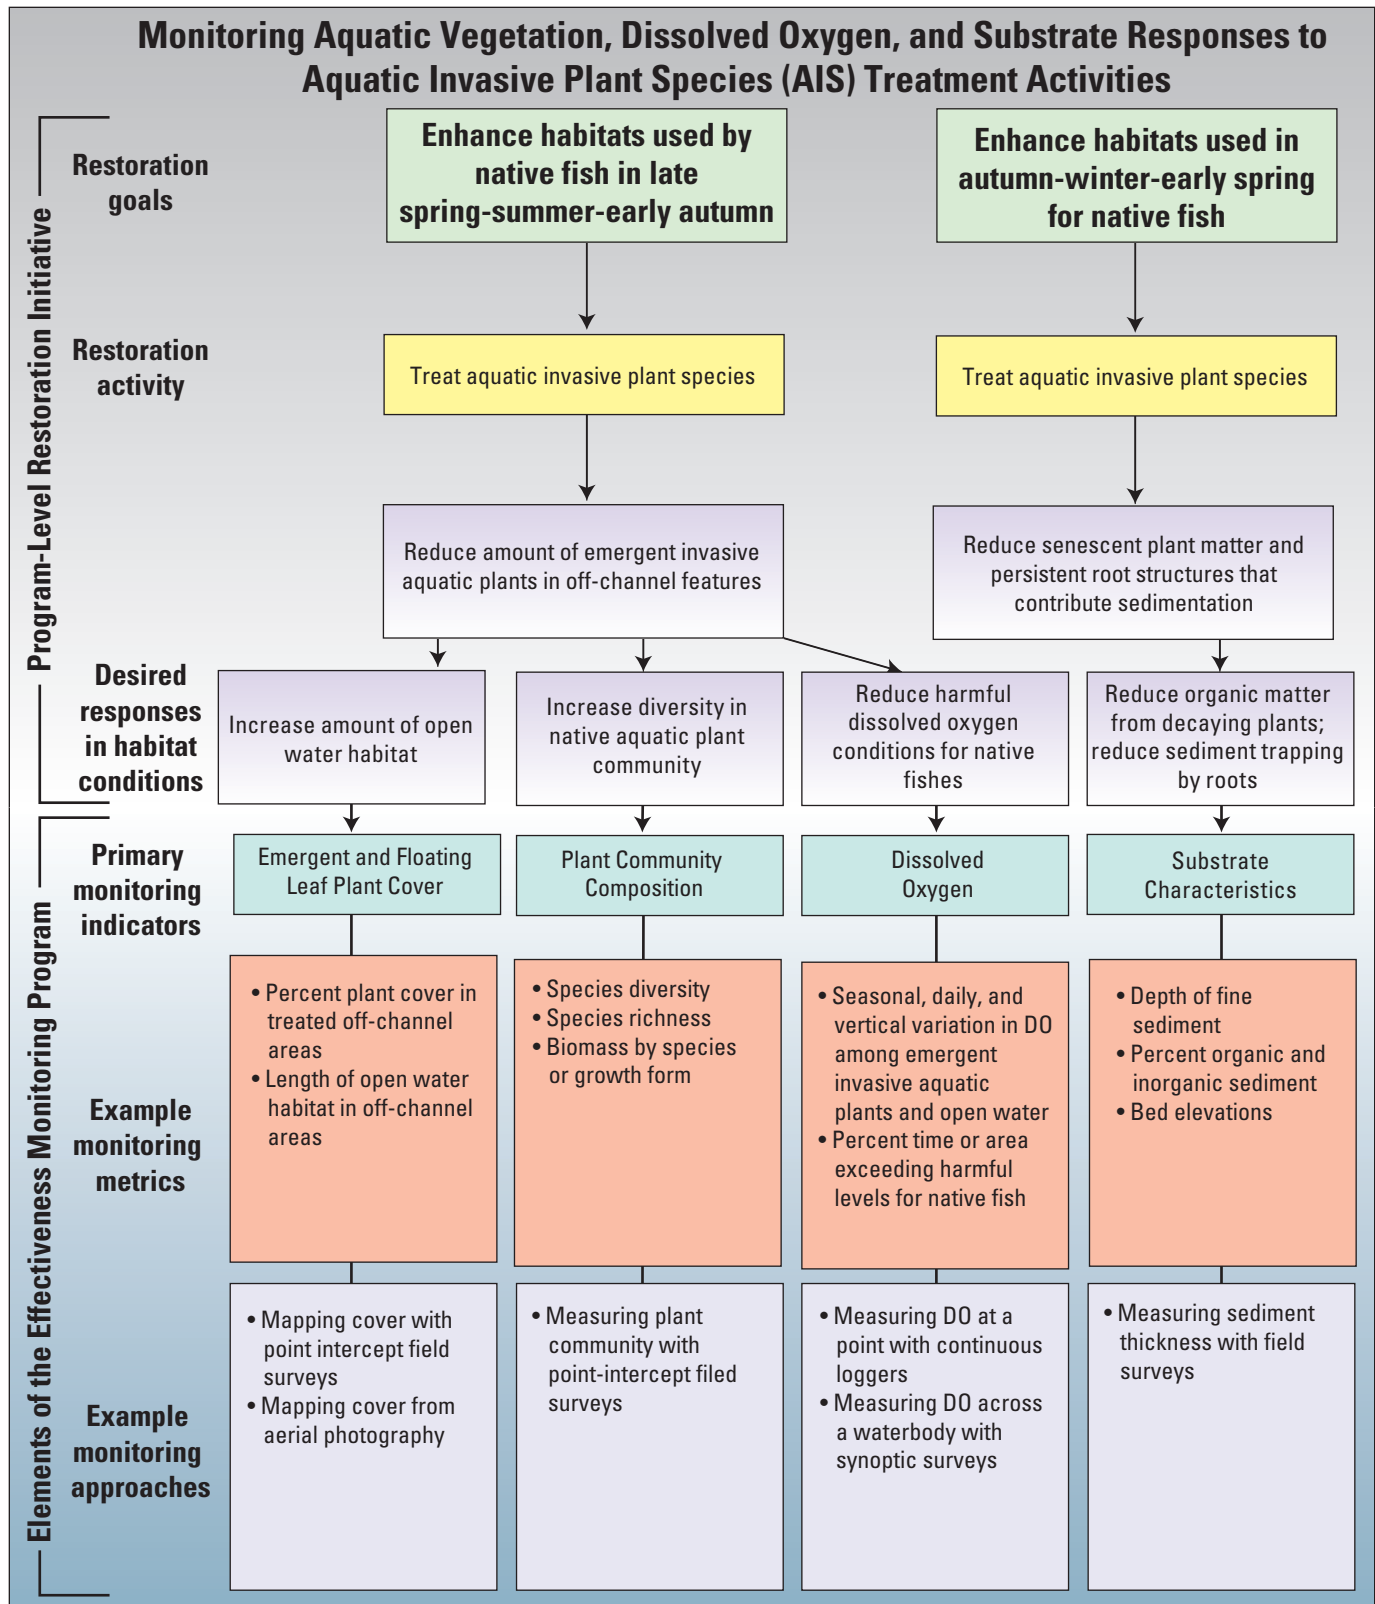 Monitoring Aquatic Vegetation, Dissolved Oxygen, and Substrate Responses to
Aquatic Invasive Plant Species (AIS) Treatment Activities
Program-Level Restoration Initiative
Restoration
goals
Enhance habitats used by
native fish in late
spring-summer-early autumn
Enhance habitats used in
autumn-winter-early spring
for native fish
Restoration
activity
Treat aquatic invasive plant species
Treat aquatic invasive plant species
Reduce amount of emergent invasive
aquatic plants in off-channel features
Reduce senescent plant matter and
persistent root structures that
contribute sedimentation
Desired
responses
in habitat
conditions
Increase amount of open
water habitat
Increase diversity in
native aquatic plant
community
Reduce harmful
dissolved oxygen
conditions for native
fishes
Reduce organic matter
from decaying plants;
reduce sediment trapping
by roots
Elements of the Effectiveness Monitoring Program
Primary
monitoring
indicators
Emergent and Floating
Leaf Plant Cover
Plant Community
Composition
Dissolved
Oxygen
Substrate
Characteristics
Example
monitoring
metrics
• Percent plant cover in
treated off-channel
areas
• Length of open water
habitat in off-channel
areas
• Species diversity
• Species richness
• Biomass by species
or growth form
• Seasonal, daily, and
vertical variation in DO
among emergent
invasive aquatic
plants and open water
• Percent time or area
exceeding harmful
levels for native fish
• Depth of fine
sediment
• Percent organic and
inorganic sediment
• Bed elevations
Example
monitoring
approaches
• Mapping cover with
point intercept field
surveys
• Mapping cover from
aerial photography
• Measuring plant
community with
point-intercept filed
surveys
• Measuring DO at a
point with continuous
loggers
• Measuring DO across
a waterbody with
synoptic surveys
• Measuring sediment
thickness with field
surveys